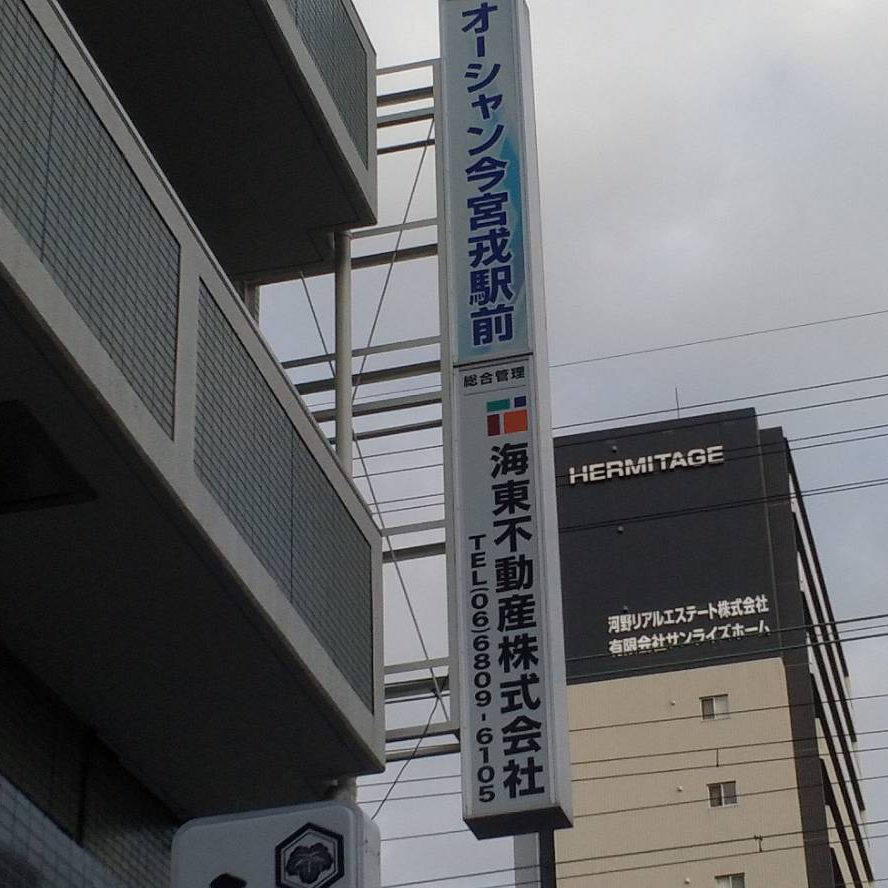 オーシャン今宮戎駅前
総合管理
海東不動産株式会社
TEL(06)6809-6105
HERMITAGE
河野リアルエステート株式会社
有限会社サンライズホーム